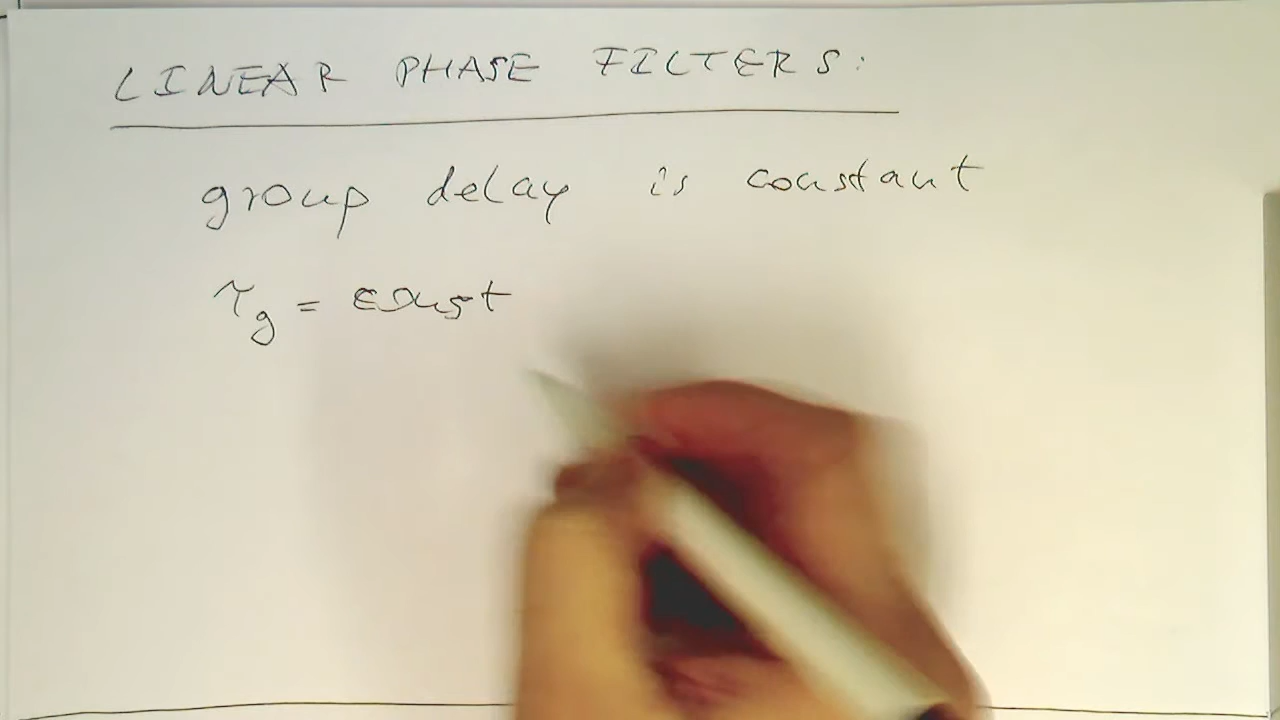 LINEAR PHASE FILTERS:
group delay is constant
τg = const